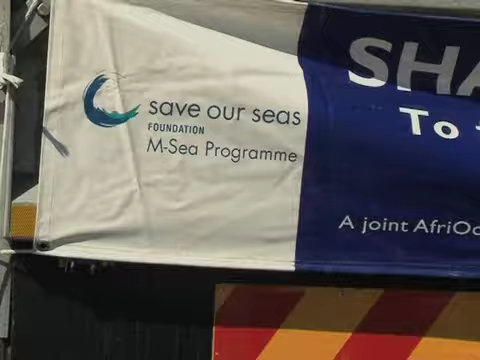 save our seas
FOUNDATION
M-Sea Programme
SHA
To
A joint AfriOc